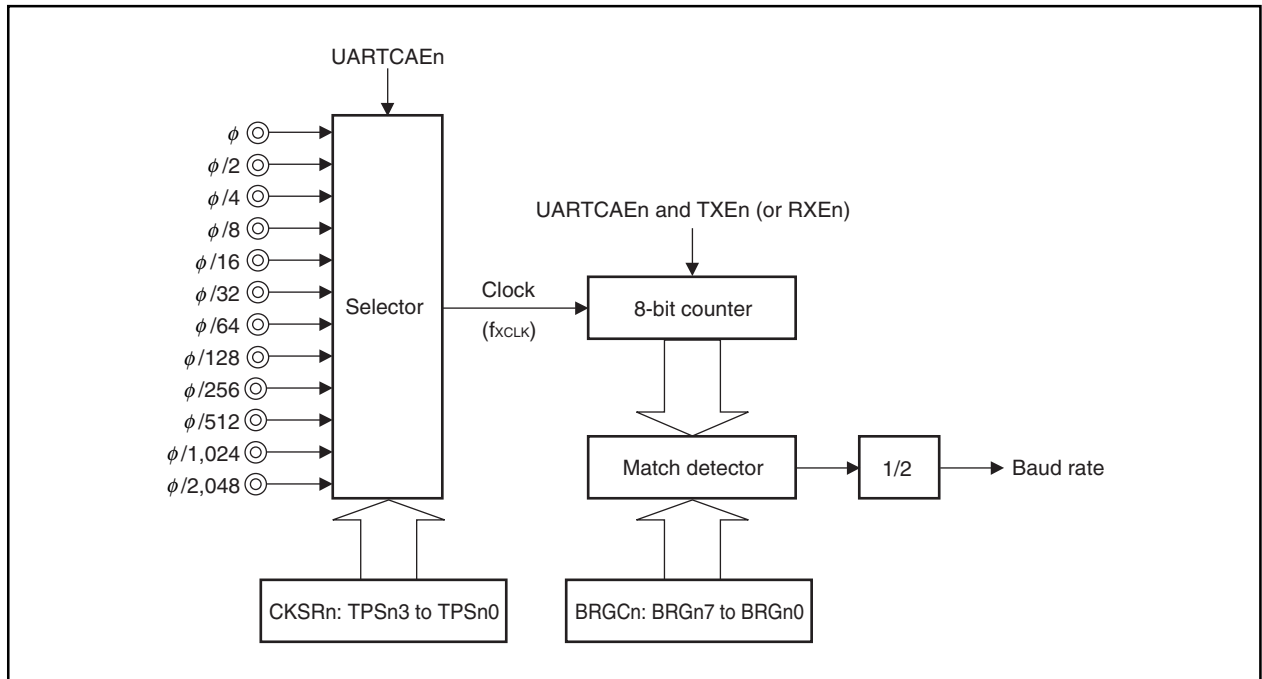 UARTCAEn
φ
φ/2
φ/4
φ/8
φ/16
φ/32
φ/64
φ/128
φ/256
φ/512
φ/1,024
φ/2,048
Selector
Clock
(fXCLK)
UARTCAEn and TXEn (or RXEn)
8-bit counter
Match detector
1/2
Baud rate
CKSRn: TPSn3 to TPSn0
BRGCn: BRGn7 to BRGn0